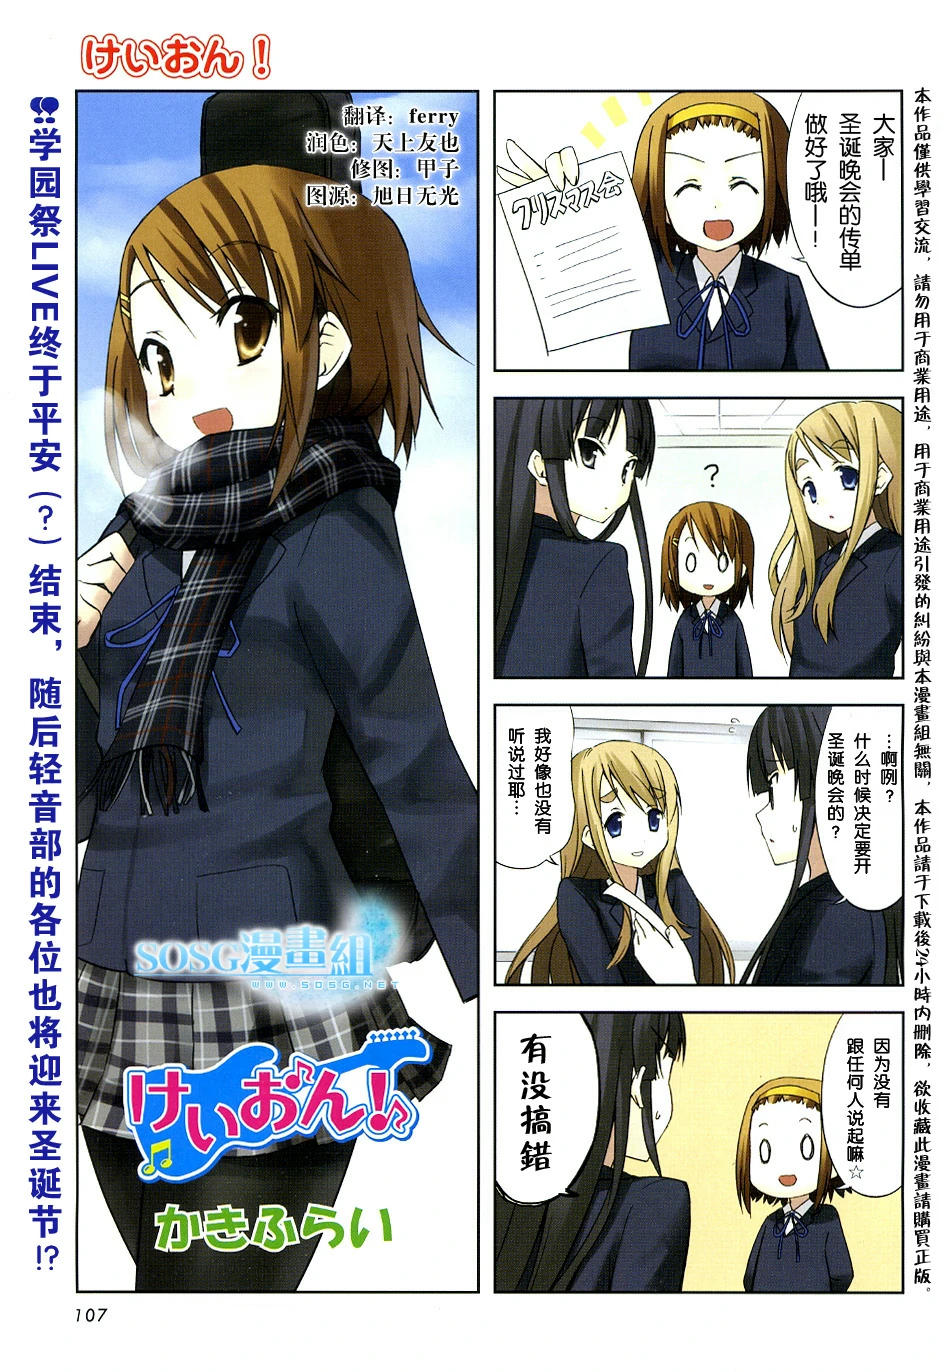 けいおん！
!!学园祭LIVE终于平安（?）结束，随后轻音部的各位也将迎来圣诞节!?
翻译：ferry
润色：天上友也
修图：甲子
图源：旭日无光
SOSG漫畫組
WWW.SOSG.NET
けいおん!
かきふらい
107
大家—
圣诞晚会的传单
做好了哦—!
クリスマス会
?
…啊咧?
什么时候决定要开
圣诞晚会的?
我好像也没有
听说过耶…
因为没有
跟任何人说起嘛☆
有没搞错
本作品僅供學習交流，請勿用于商業用途，用于商業用途引發的糾紛與本漫畫組無關，本作品請于下載後24小時内删除，欲收藏此漫畫請購買正版。